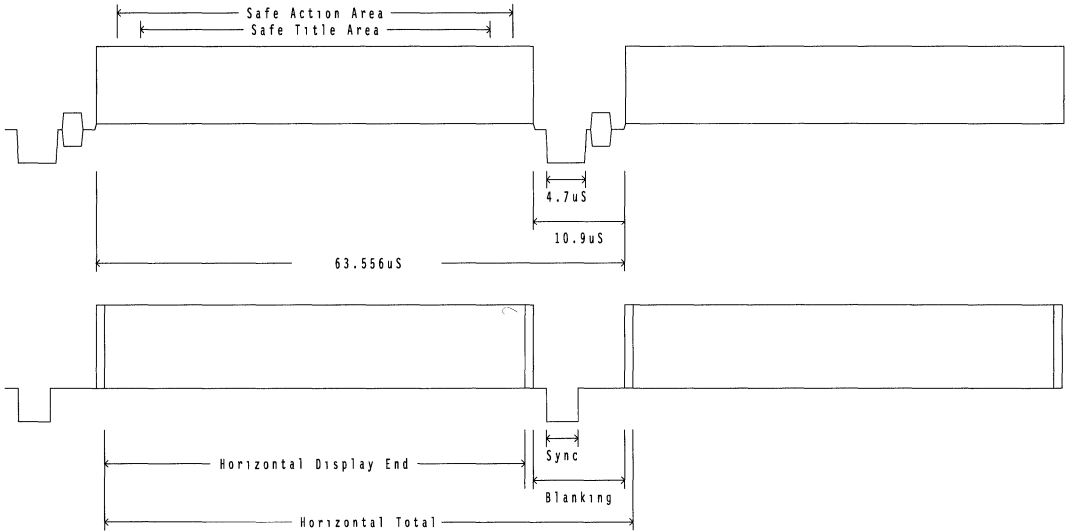 Safe Action Area
Safe Title Area
4.7uS
10.9uS
63.556uS
Horizontal Display End
Sync
Blanking
Horizontal Total